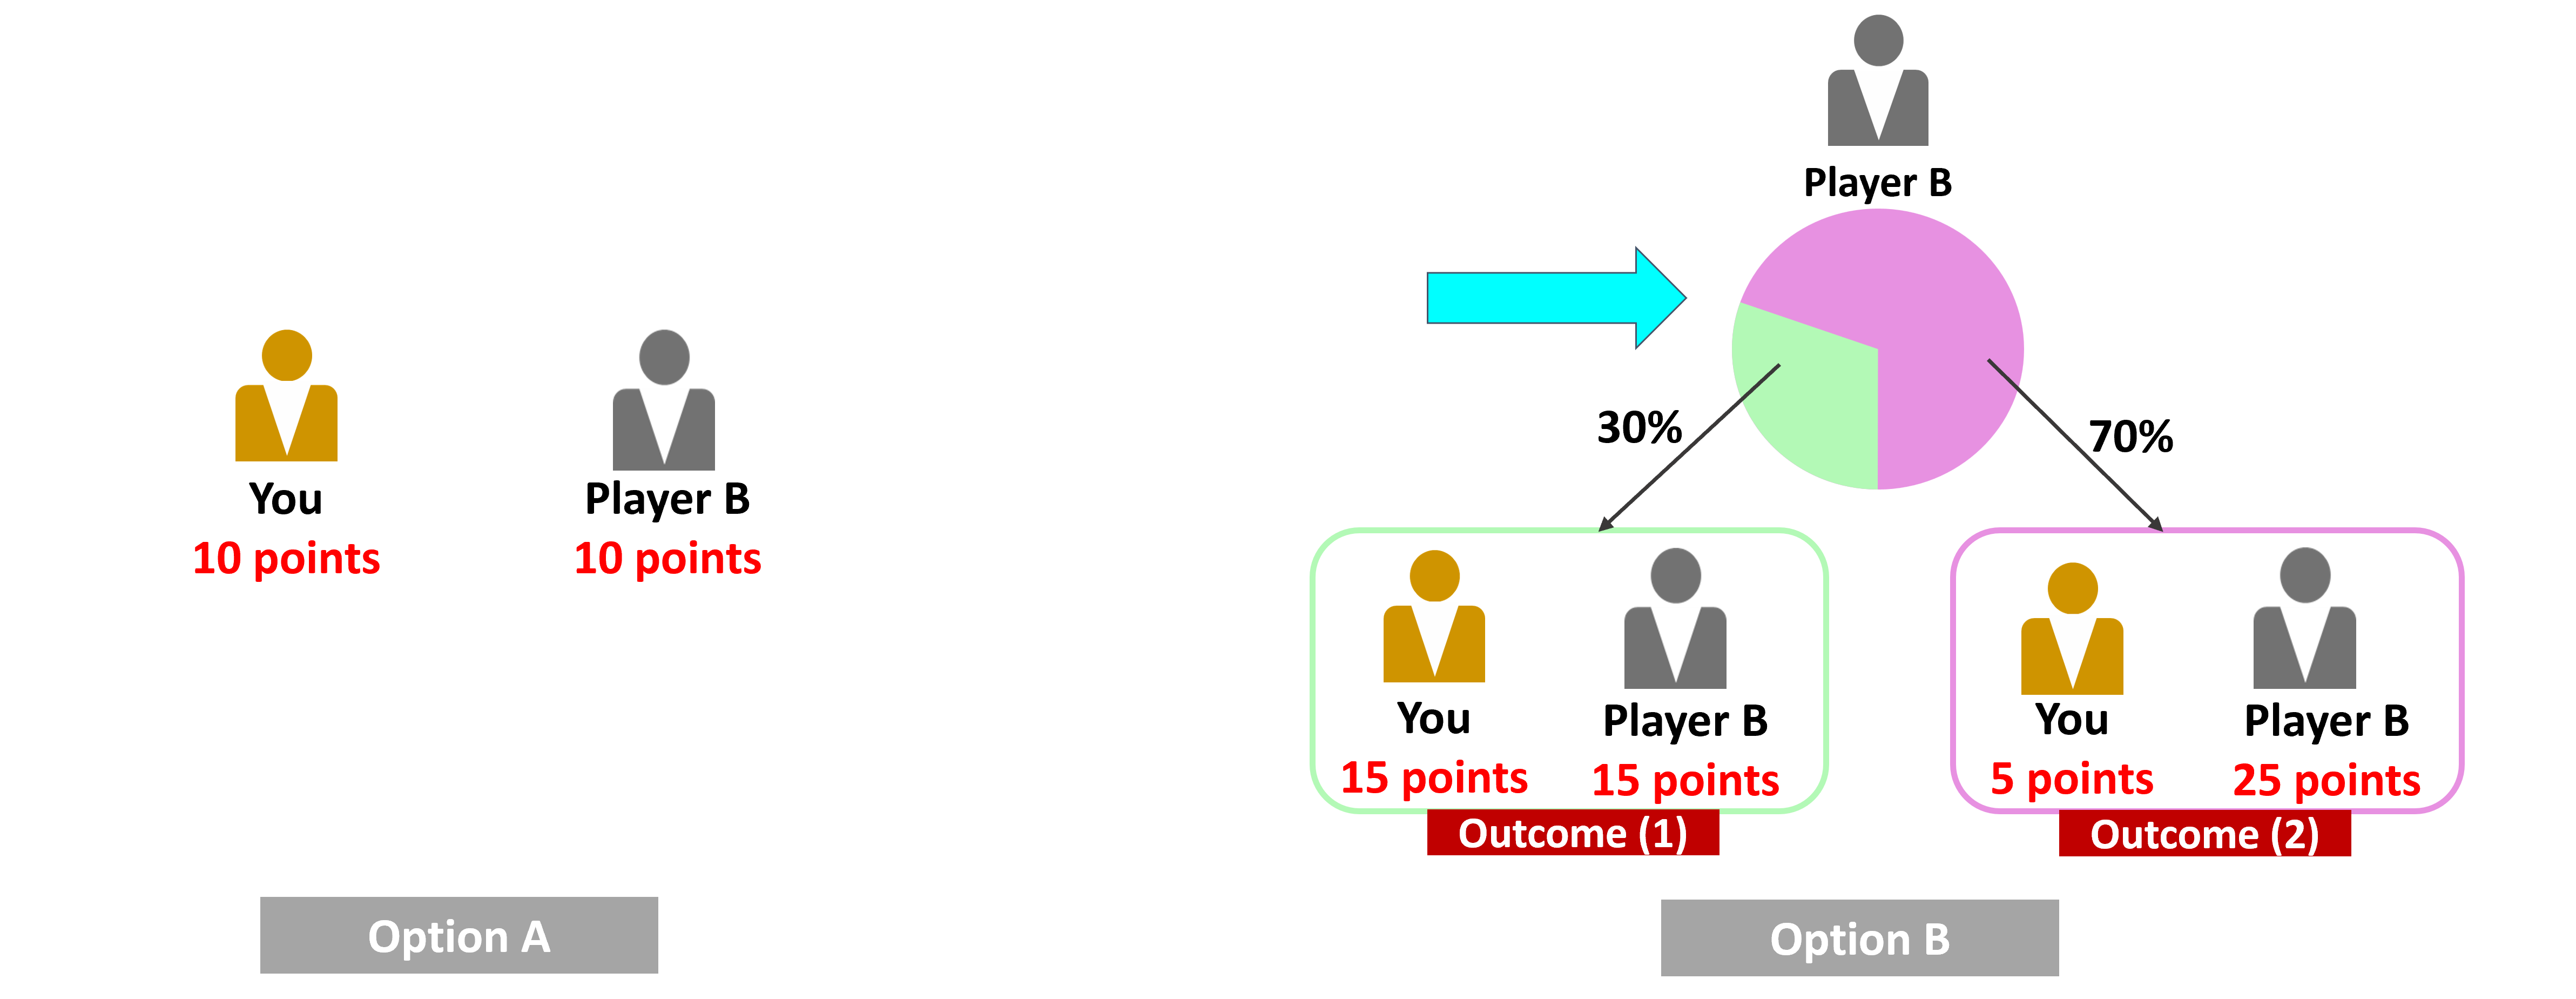 Player B
30%
70%
You
Player B
10 points
10 points
You
Player B
15 points
15 points
Outcome (1)
You
Player B
5 points
25 points
Outcome (2)
Option A
Option B